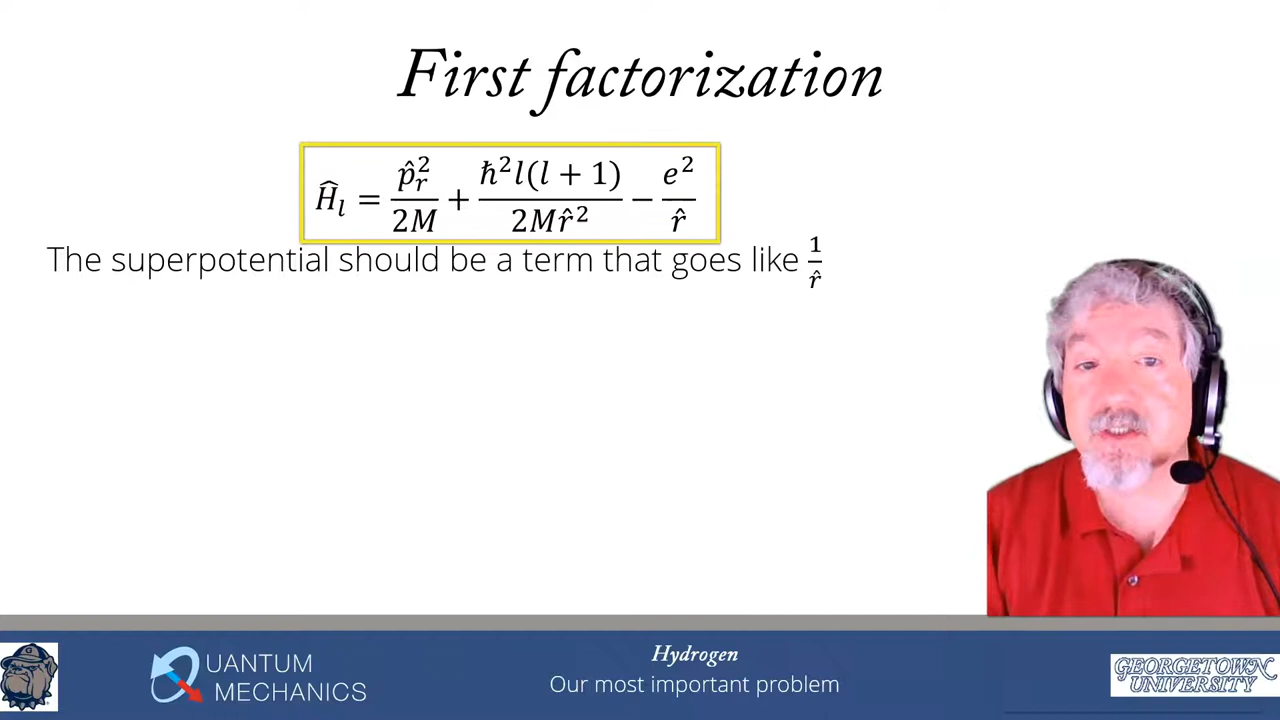 First factorization
Ĥ_l = p̂_r²/2M + ħ²l(l + 1)/2Mr̂² − e²/r̂
The superpotential should be a term that goes like 1/r̂
Hydrogen
Our most important problem
QUANTUM
MECHANICS
GEORGETOWN
UNIVERSITY
G